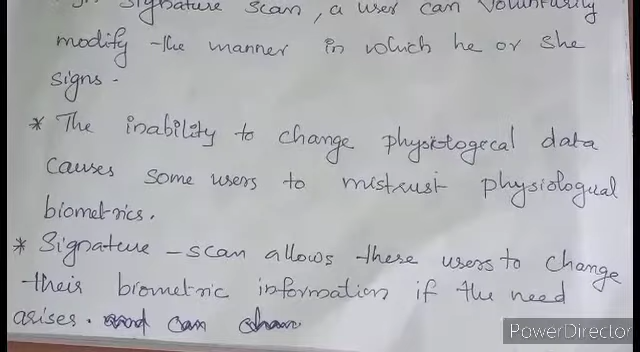 signature scan, a user can voluntarily
modify the manner in which he or she
signs.
* The inability to change physiologecal data
causes some users to mistrust physiological
biometrics.
* Signature - scan allows these users to change
their biometric information if the need
arises. can
PowerDirector